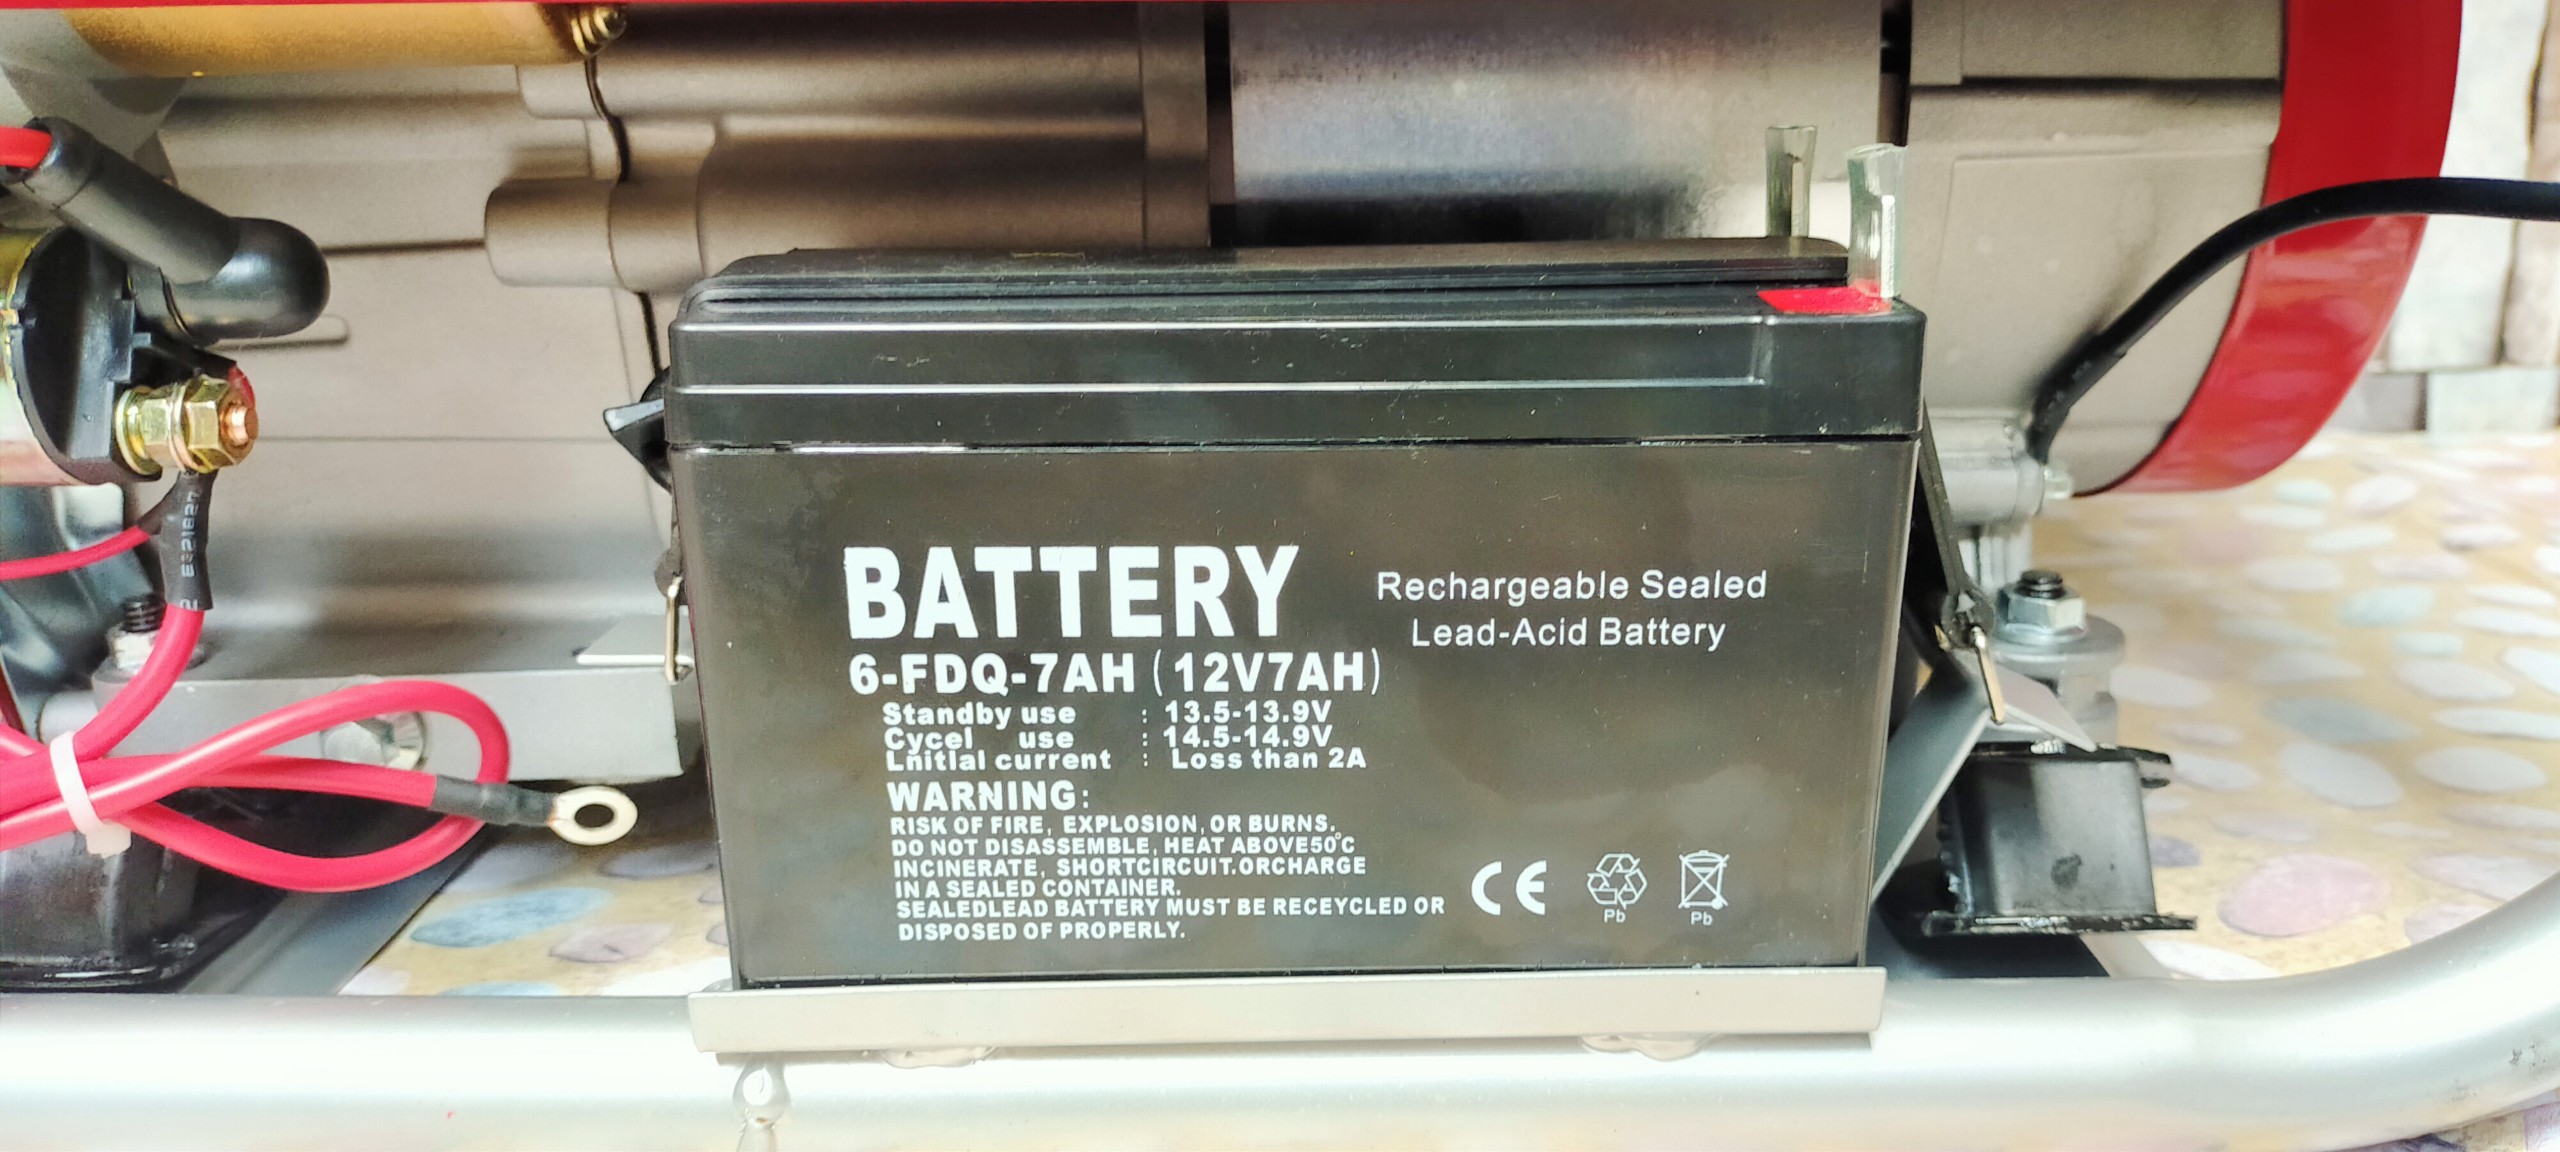 BATTERY
Rechargeable Sealed
Lead-Acid Battery
6-FDQ-7AH (12V7AH)
Standby use : 13.5-13.9V
Cycel use : 14.5-14.9V
Lnitlal current : Loss than 2A
WARNING:
RISK OF FIRE, EXPLOSION, OR BURNS.
DO NOT DISASSEMBLE, HEAT ABOVE50°C
INCINERATE, SHORTCIRCUIT.ORCHARGE
IN A SEALED CONTAINER.
SEALEDLEAD BATTERY MUST BE RECEYCLED OR
DISPOSED OF PROPERLY.
CE
Pb
Pb